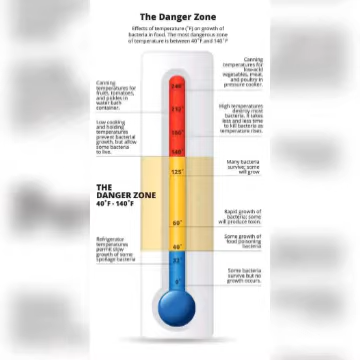 The Danger Zone
Effects of temperature (°F) on growth of
bacteria in food. The most dangerous zone
of temperature is between 40°F and 140°F
Canning
temperatures for
lowacid
vegetables, meat,
and poultry in
pressure cooker.
Canning
temperatures for
fruits, tomatoes,
and pickles in
water bath
container.
High temperatures
destroy most
bacteria. It takes
less and less time
to kill bacteria as
temperature rises.
Low cooking
and holding
temperatures
prevent bacterial
growth, but allow
some bacteria
to live.
140°
125°
Many bacteria
survive; some
will grow
THE
DANGER ZONE
40°F - 140°F
60°
Rapid growth of
bacteria; some
will produce toxin.
40°
Some growth of
food poisoning
bacteria
Refrigerator
temperatures
permit slow
growth of some
spoilage bacteria
32°
0°
Some bacteria
survive but no
growth occurs.